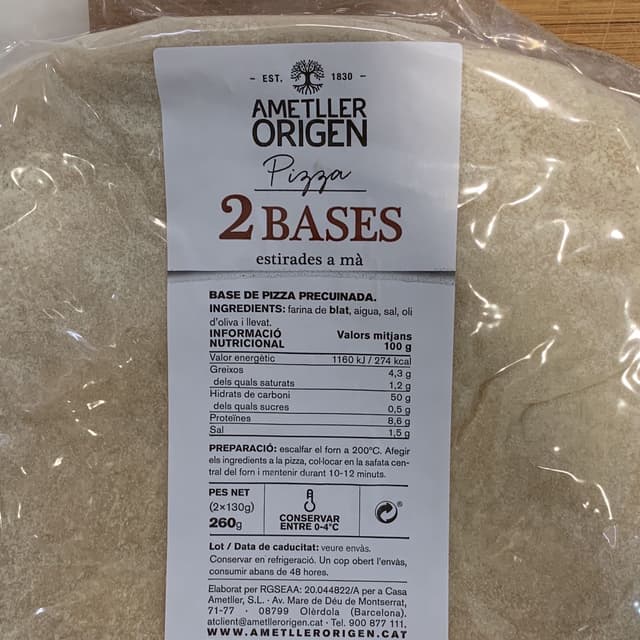 - EST. 1830 -
AMETLLER
ORIGEN
Pizza
2 BASES
estirades a mà
BASE DE PIZZA PRECUINADA.
INGREDIENTS: farina de blat, aigua, sal, oli
d'oliva i llevat.
INFORMACIÓ Valors mitjans
NUTRICIONAL 100 g
Valor energètic 1160 kJ / 274 kcal
Greixos 4,3 g
dels quals saturats 1,2 g
Hidrats de carboni 50 g
dels quals sucres 0,5 g
Proteïnes 8,6 g
Sal 1,5 g
PREPARACIÓ: escalfar el forn a 200°C. Afegir
els ingredients a la pizza, col·locar en la safata cen-
tral del forn i mantenir durant 10-12 minuts.
PES NET
(2×130g)
260g
CONSERVAR
ENTRE 0-4°C
Lot / Data de caducitat: veure envàs.
Conservar en refrigeració. Un cop obert l'envàs,
consumir abans de 48 hores.
Elaborat per RGSEAA: 20.044822/A per a Casa
Ametller, S.L. · Av. Mare de Déu de Montserrat,
71-77 · 08799 Olèrdola (Barcelona).
atclient@ametllerorigen.cat · Tel. 900 877 111.
WWW.AMETLLERORIGEN.CAT